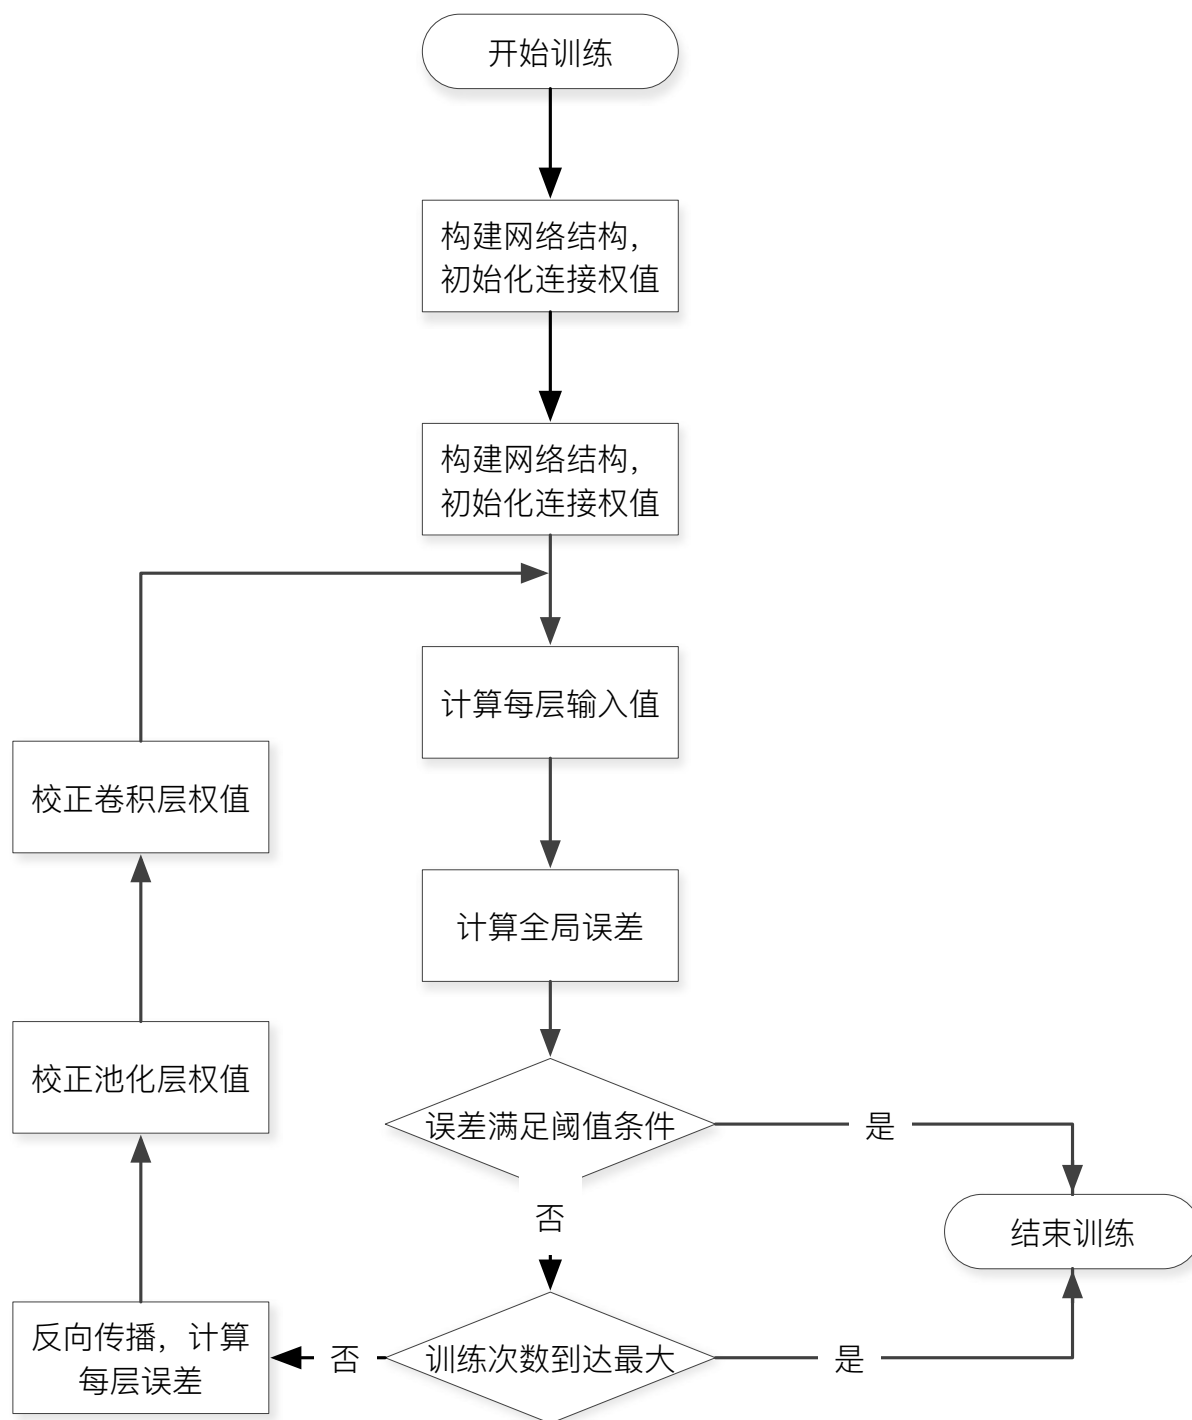 开始训练
构建网络结构，
初始化连接权值
构建网络结构，
初始化连接权值
计算每层输入值
校正卷积层权值
计算全局误差
校正池化层权值
误差满足阈值条件
是
否
结束训练
反向传播，计算
每层误差
否
训练次数到达最大
是